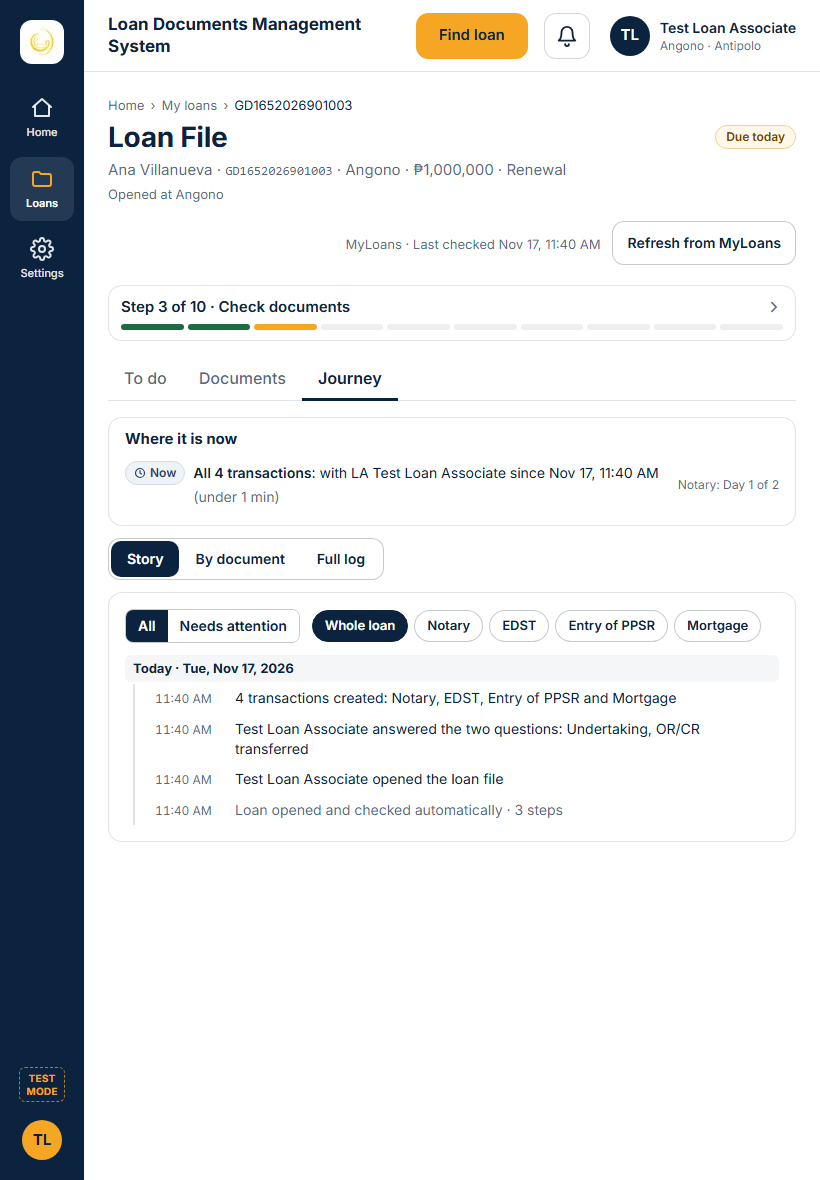 Loan Documents Management
System
Find loan
TL
Test Loan Associate
Angono · Antipolo
Home
Loans
Settings
TEST
MODE
TL
Home › My loans › GD1652026901003
Loan File
Due today
Ana Villanueva · GD1652026901003 · Angono · ₱1,000,000 · Renewal
Opened at Angono
MyLoans · Last checked Nov 17, 11:40 AM
Refresh from MyLoans
Step 3 of 10 · Check documents
To do
Documents
Journey
Where it is now
Now
All 4 transactions: with LA Test Loan Associate since Nov 17, 11:40 AM
(under 1 min)
Notary: Day 1 of 2
Story
By document
Full log
All
Needs attention
Whole loan
Notary
EDST
Entry of PPSR
Mortgage
Today · Tue, Nov 17, 2026
11:40 AM 4 transactions created: Notary, EDST, Entry of PPSR and Mortgage
11:40 AM Test Loan Associate answered the two questions: Undertaking, OR/CR
transferred
11:40 AM Test Loan Associate opened the loan file
11:40 AM Loan opened and checked automatically · 3 steps